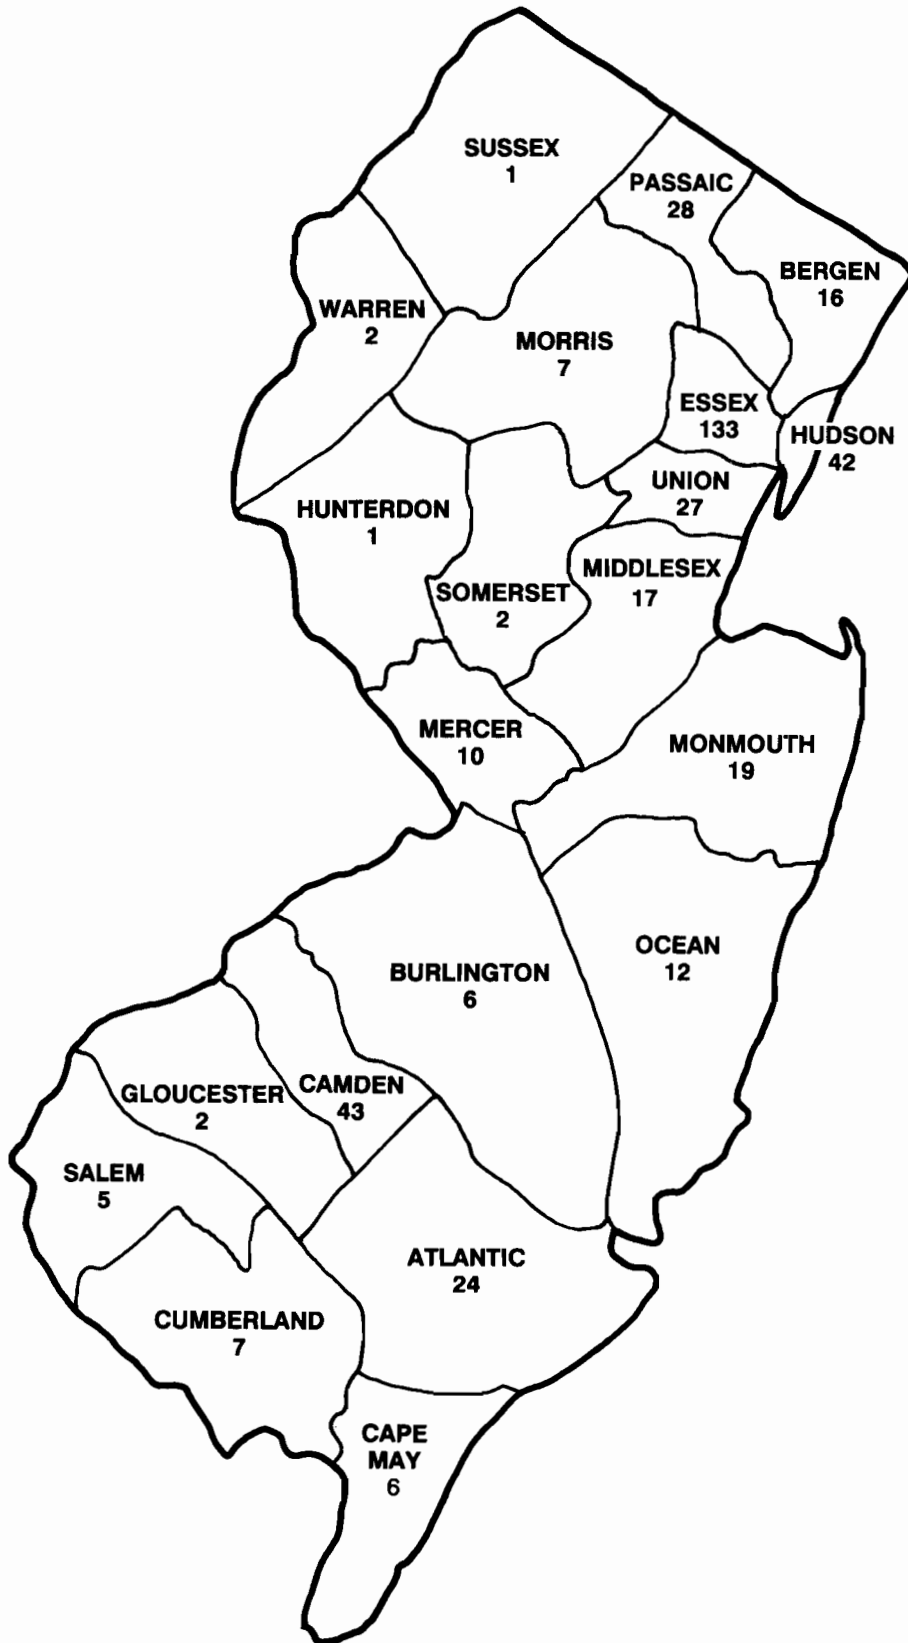 SUSSEX
1
PASSAIC
28
BERGEN
16
WARREN
2
MORRIS
7
ESSEX
133
HUDSON
42
UNION
27
HUNTERDON
1
SOMERSET
2
MIDDLESEX
17
MERCER
10
MONMOUTH
19
OCEAN
12
BURLINGTON
6
CAMDEN
43
GLOUCESTER
2
SALEM
5
ATLANTIC
24
CUMBERLAND
7
CAPE
MAY
6